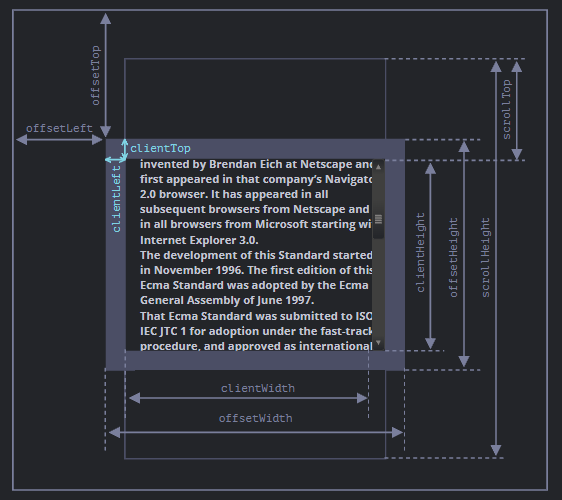 offsetTop
offsetLeft
scrollTop
clientTop
clientLeft
invented by Brendan Eich at Netscape and
first appeared in that company's Navigato
2.0 browser. It has appeared in all
subsequent browsers from Netscape and
in all browsers from Microsoft starting wi
Internet Explorer 3.0.
The development of this Standard started
in November 1996. The first edition of this
Ecma Standard was adopted by the Ecma
General Assembly of June 1997.
That Ecma Standard was submitted to ISO
IEC JTC 1 for adoption under the fast-track
procedure, and approved as international
clientHeight
offsetHeight
scrollHeight
clientWidth
offsetWidth